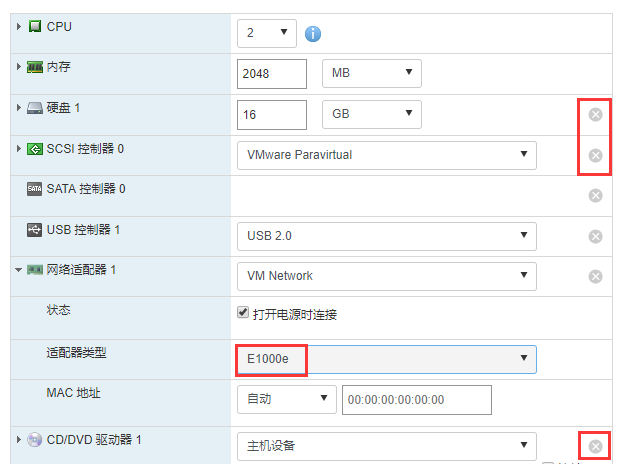 CPU
2
内存
2048
MB
硬盘 1
16
GB
SCSI 控制器 0
VMware Paravirtual
SATA
SATA 控制器 0
USB 控制器 1
USB 2.0
网络适配器 1
VM Network
状态
打开电源时连接
适配器类型
E1000e
MAC 地址
自动
00:00:00:00:00:00
CD/DVD 驱动器 1
主机设备